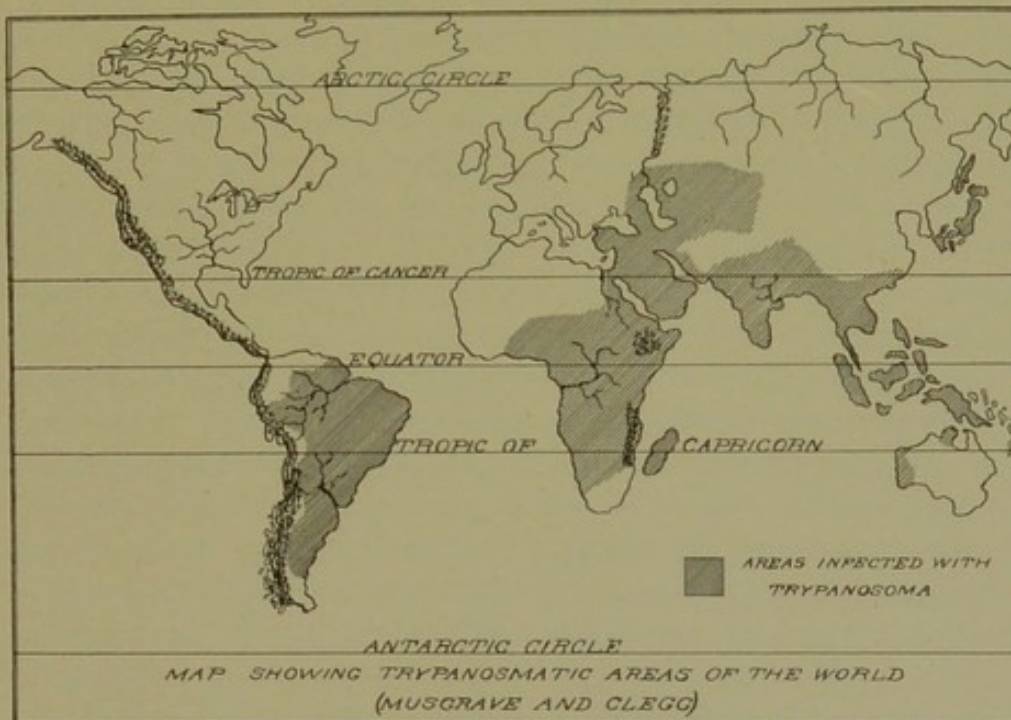 ARCTIC CIRCLE
TROPIC OF CANCER
EQUATOR
TROPIC OF CAPRICORN
AREAS INFECTED WITH
TRYPANOSOMA
ANTARCTIC CIRCLE
MAP SHOWING TRYPANOSMATIC AREAS OF THE WORLD
(MUSGRAVE AND CLEGG)